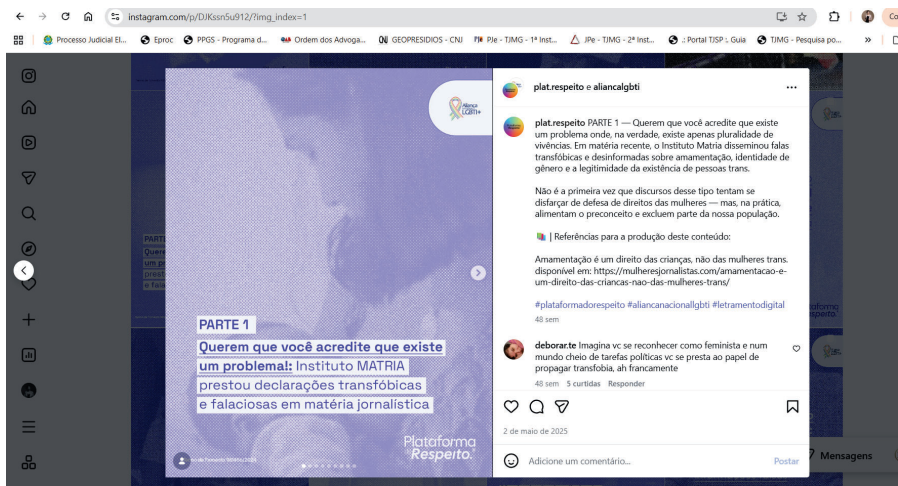 instagram.com/p/DJKssn5u912/?img_index=1
Co
Processo Judicial El...
Eproc
PPGS - Programa d...
Ordem dos Advoga...
GEOPRESIDIOS - CNJ
PJe - TJMG - 1ª Inst...
JPe - TJMG - 2ª Inst...
.: Portal TJSP :. Guia
TJMG - Pesquisa po...
»
Aliança
LGBTI+
PARTE 1
Querem que você acredite que existe
um problema!: Instituto MATRIA
prestou declarações transfóbicas
e falaciosas em matéria jornalística
Plataforma
do Respeito.
plat.respeito e aliancalgbti
plat.respeito PARTE 1 — Querem que você acredite que existe
um problema onde, na verdade, existe apenas pluralidade de
vivências. Em matéria recente, o Instituto Matria disseminou falas
transfóbicas e desinformadas sobre amamentação, identidade de
gênero e a legitimidade da existência de pessoas trans.
Não é a primeira vez que discursos desse tipo tentam se
disfarçar de defesa de direitos das mulheres — mas, na prática,
alimentam o preconceito e excluem parte da nossa população.
| Referências para a produção deste conteúdo:
Amamentação é um direito das crianças, não das mulheres trans.
disponível em: https://mulheresjornalistas.com/amamentacao-e-
um-direito-das-criancas-nao-das-mulheres-trans/
#plataformadorespeito #aliancanacionallgbti #letramentodigital
48 sem
deborar.te Imagina vc se reconhecer como feminista e num
mundo cheio de tarefas políticas vc se presta ao papel de
propagar transfobia, ah francamente
48 sem 5 curtidas Responder
2 de maio de 2025
Adicione um comentário...
Postar
Mensagens